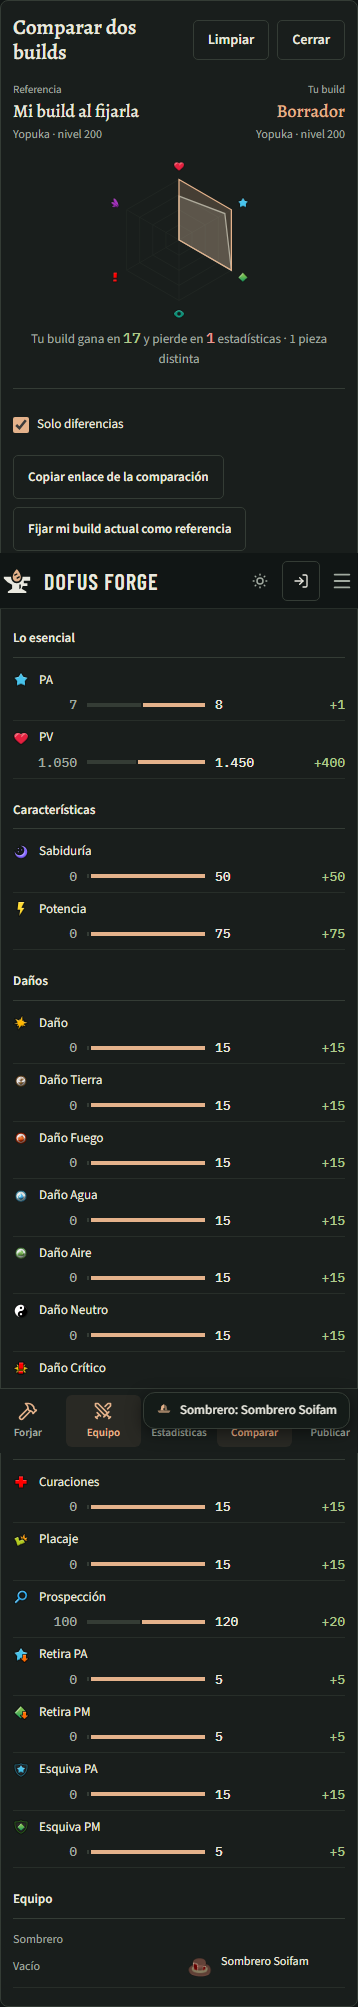 Comparar dos
builds
Limpiar
Cerrar
Referencia
Tu build
Mi build al fijarla
Borrador
Yopuka · nivel 200
Yopuka · nivel 200
Tu build gana en 17 y pierde en 1 estadísticas · 1 pieza
distinta
Solo diferencias
Copiar enlace de la comparación
Fijar mi build actual como referencia
DOFUS FORGE
Lo esencial
PA
7 8 +1
PV
1.050 1.450 +400
Características
Sabiduría
0 50 +50
Potencia
0 75 +75
Daños
Daño
0 15 +15
Daño Tierra
0 15 +15
Daño Fuego
0 15 +15
Daño Agua
0 15 +15
Daño Aire
0 15 +15
Daño Neutro
0 15 +15
Daño Crítico
Sombrero: Sombrero Soifam
Forjar
Equipo
Estadísticas
Comparar
Publicar
Curaciones
0 15 +15
Placaje
0 15 +15
Prospección
100 120 +20
Retira PA
0 5 +5
Retira PM
0 5 +5
Esquiva PA
0 15 +15
Esquiva PM
0 5 +5
Equipo
Sombrero
Vacío
Sombrero Soifam